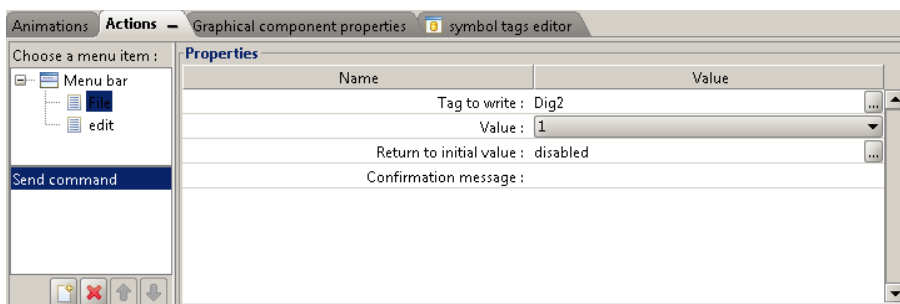 Animations Actions Graphical component properties symbol tags editor
Choose a menu item :
Menu bar
File
edit
Send command
Properties
Name Value
Tag to write : Dig2 ...
Value : 1
Return to initial value : disabled ...
Confirmation message :